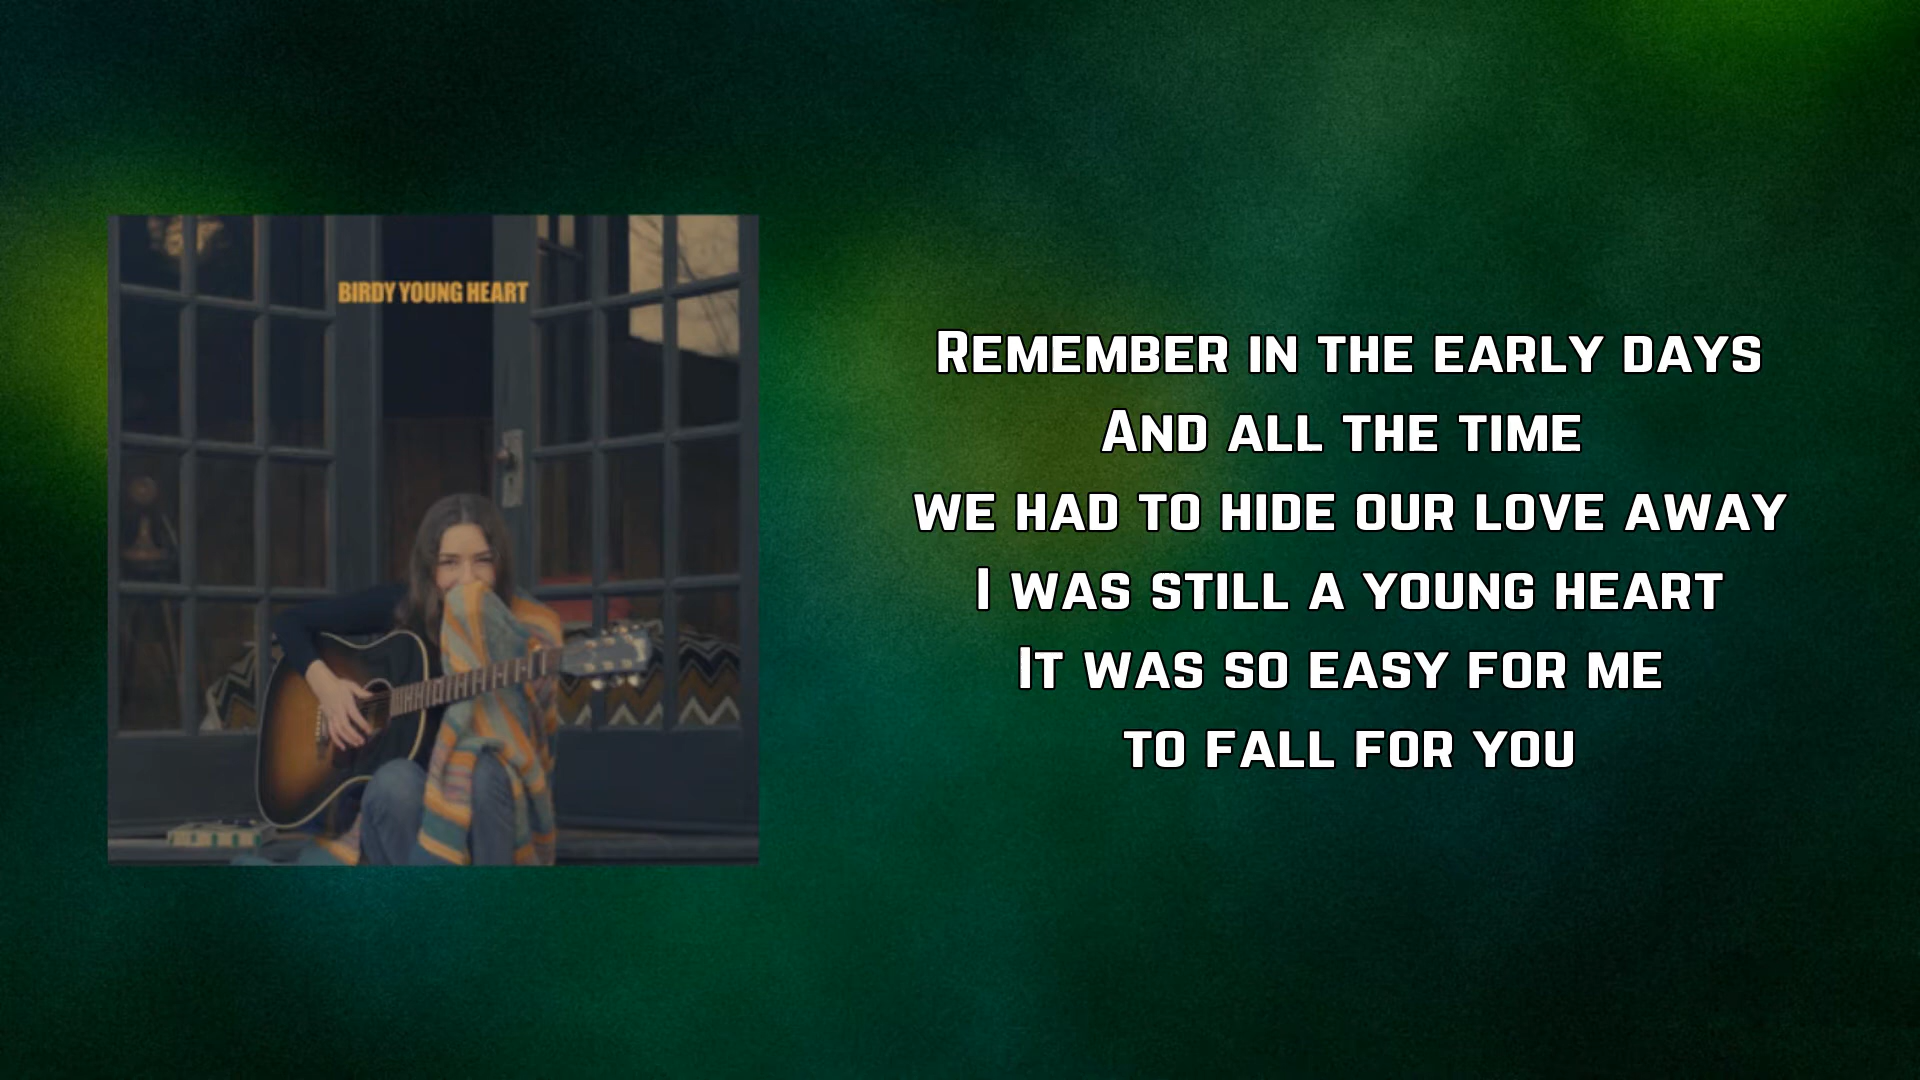 BIRDY YOUNG HEART
Remember in the early days
And all the time
we had to hide our love away
I was still a young heart
It was so easy for me
to fall for you